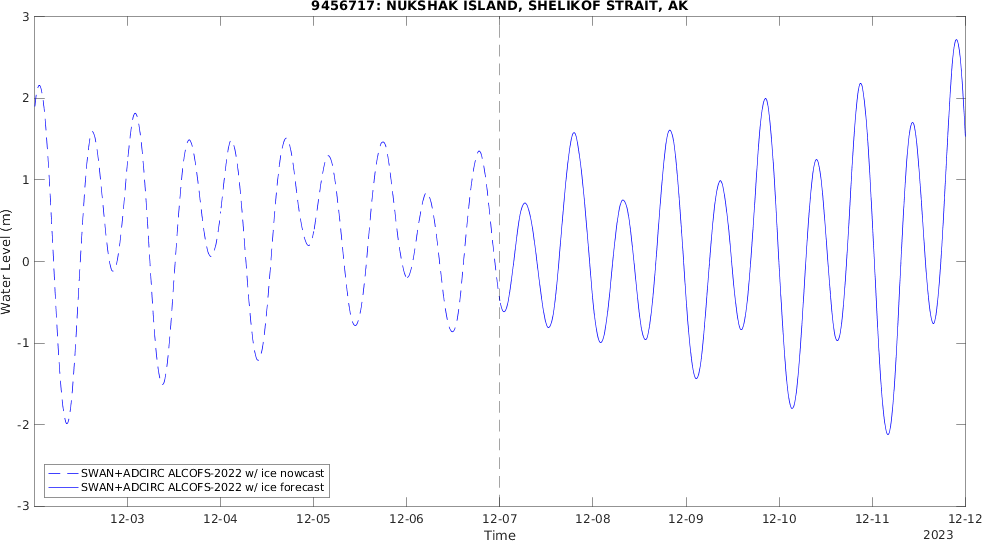 9456717: NUKSHAK ISLAND, SHELIKOF STRAIT, AK
3
2
1
0
-1
-2
-3
Water Level (m)
SWAN+ADCIRC ALCOFS-2022 w/ ice nowcast
SWAN+ADCIRC ALCOFS-2022 w/ ice forecast
12-03 12-04 12-05 12-06 12-07 12-08 12-09 12-10 12-11 12-12
Time
2023